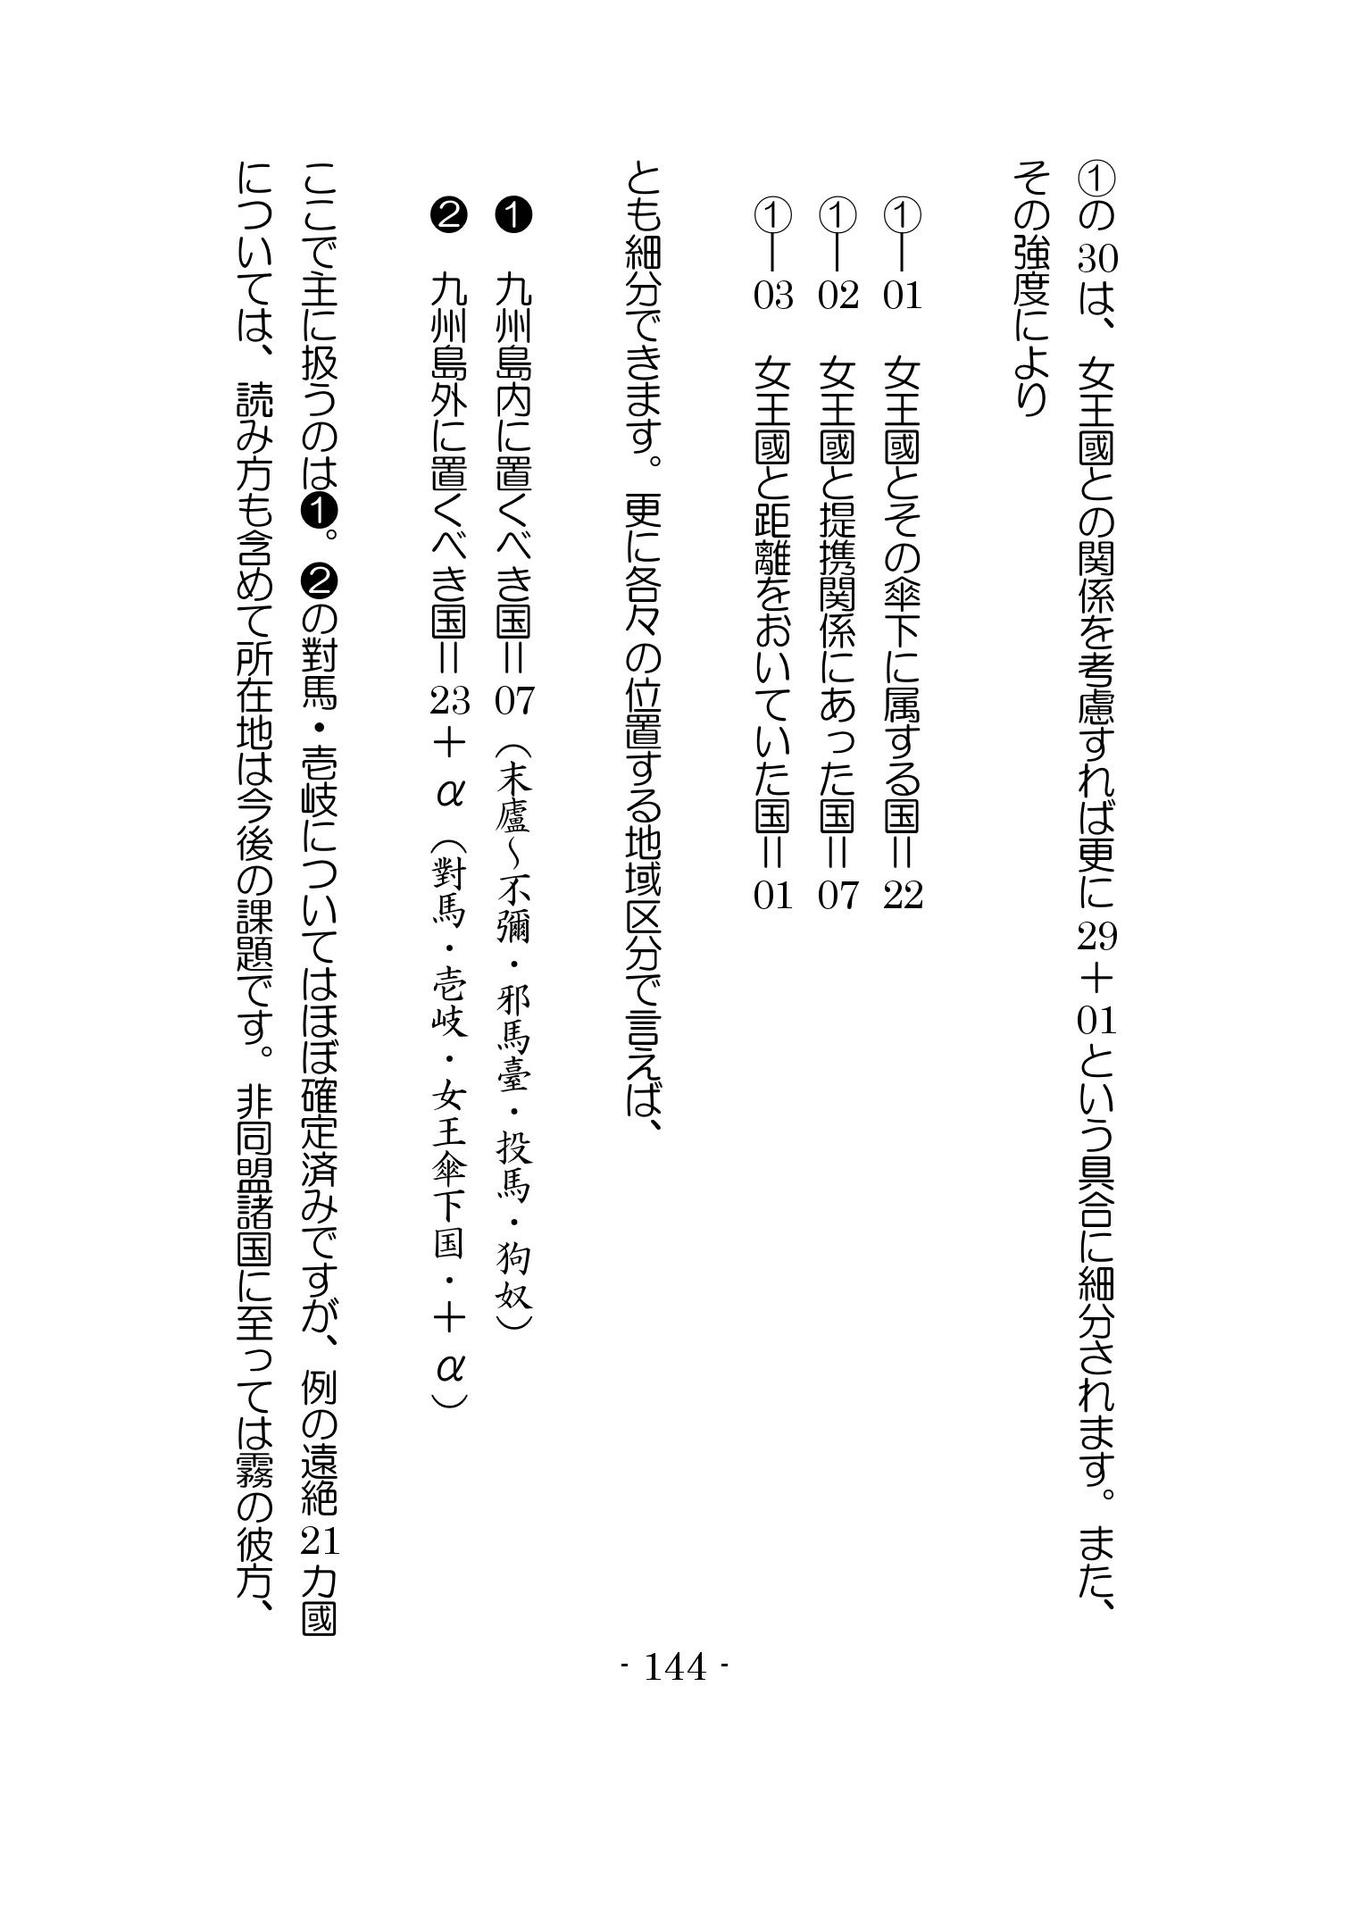 ①の30は、女王國との関係を考慮すれば更に29＋01という具合に細分されます。また、
その強度により
①―01　女王國とその傘下に属する国＝22
①―02　女王國と提携関係にあった国＝07
①―03　女王國と距離をおいていた国＝01
とも細分できます。更に各々の位置する地域区分で言えば、
❶　九州島内に置くべき国＝07（末廬～不彌・邪馬臺・投馬・狗奴）
❷　九州島外に置くべき国＝23＋α（對馬・壱岐・女王傘下国・＋α）
ここで主に扱うのは❶。❷の對馬・壱岐についてはほぼ確定済みですが、例の遠絶21カ國
については、読み方も含めて所在地は今後の課題です。非同盟諸国に至っては霧の彼方、
- 144 -